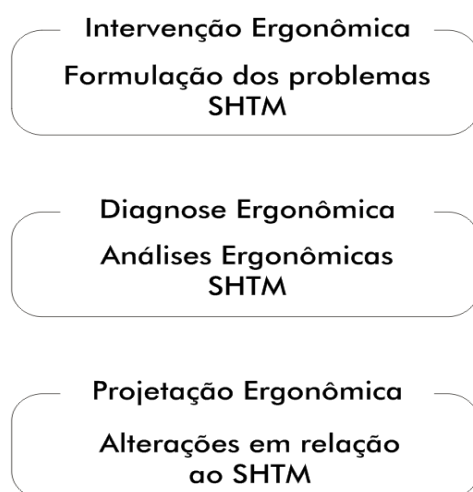 Intervenção Ergonômica
Formulação dos problemas
SHTM
Diagnose Ergonômica
Análises Ergonômicas
SHTM
Projetação Ergonômica
Alterações em relação
ao SHTM